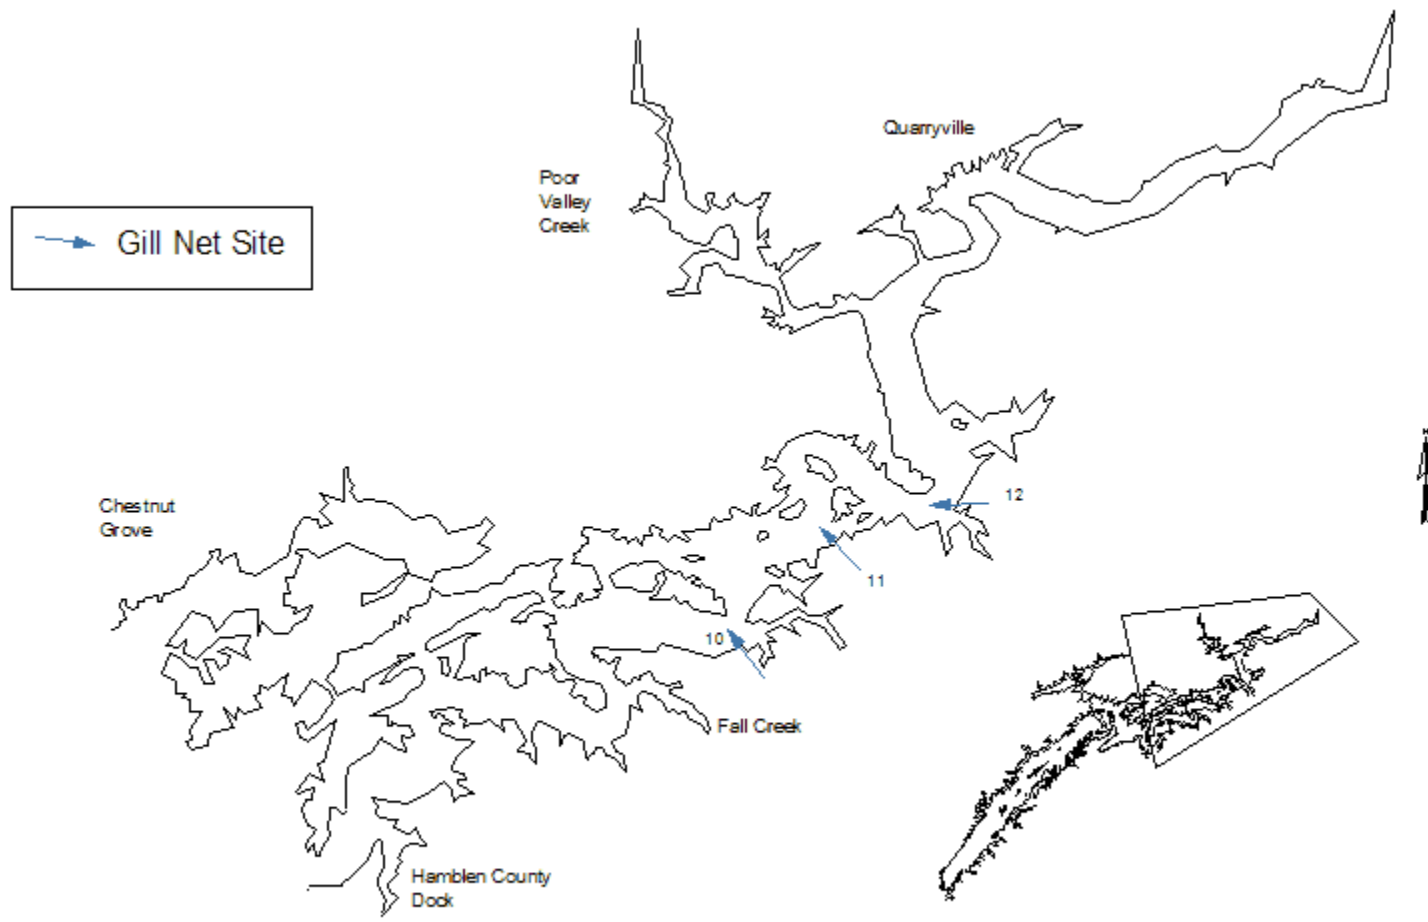 Quarryville
Poor
Valley
Creek
Gill Net Site
12
Chestnut
Grove
11
10
Fall Creek
Hamblen County
Dock